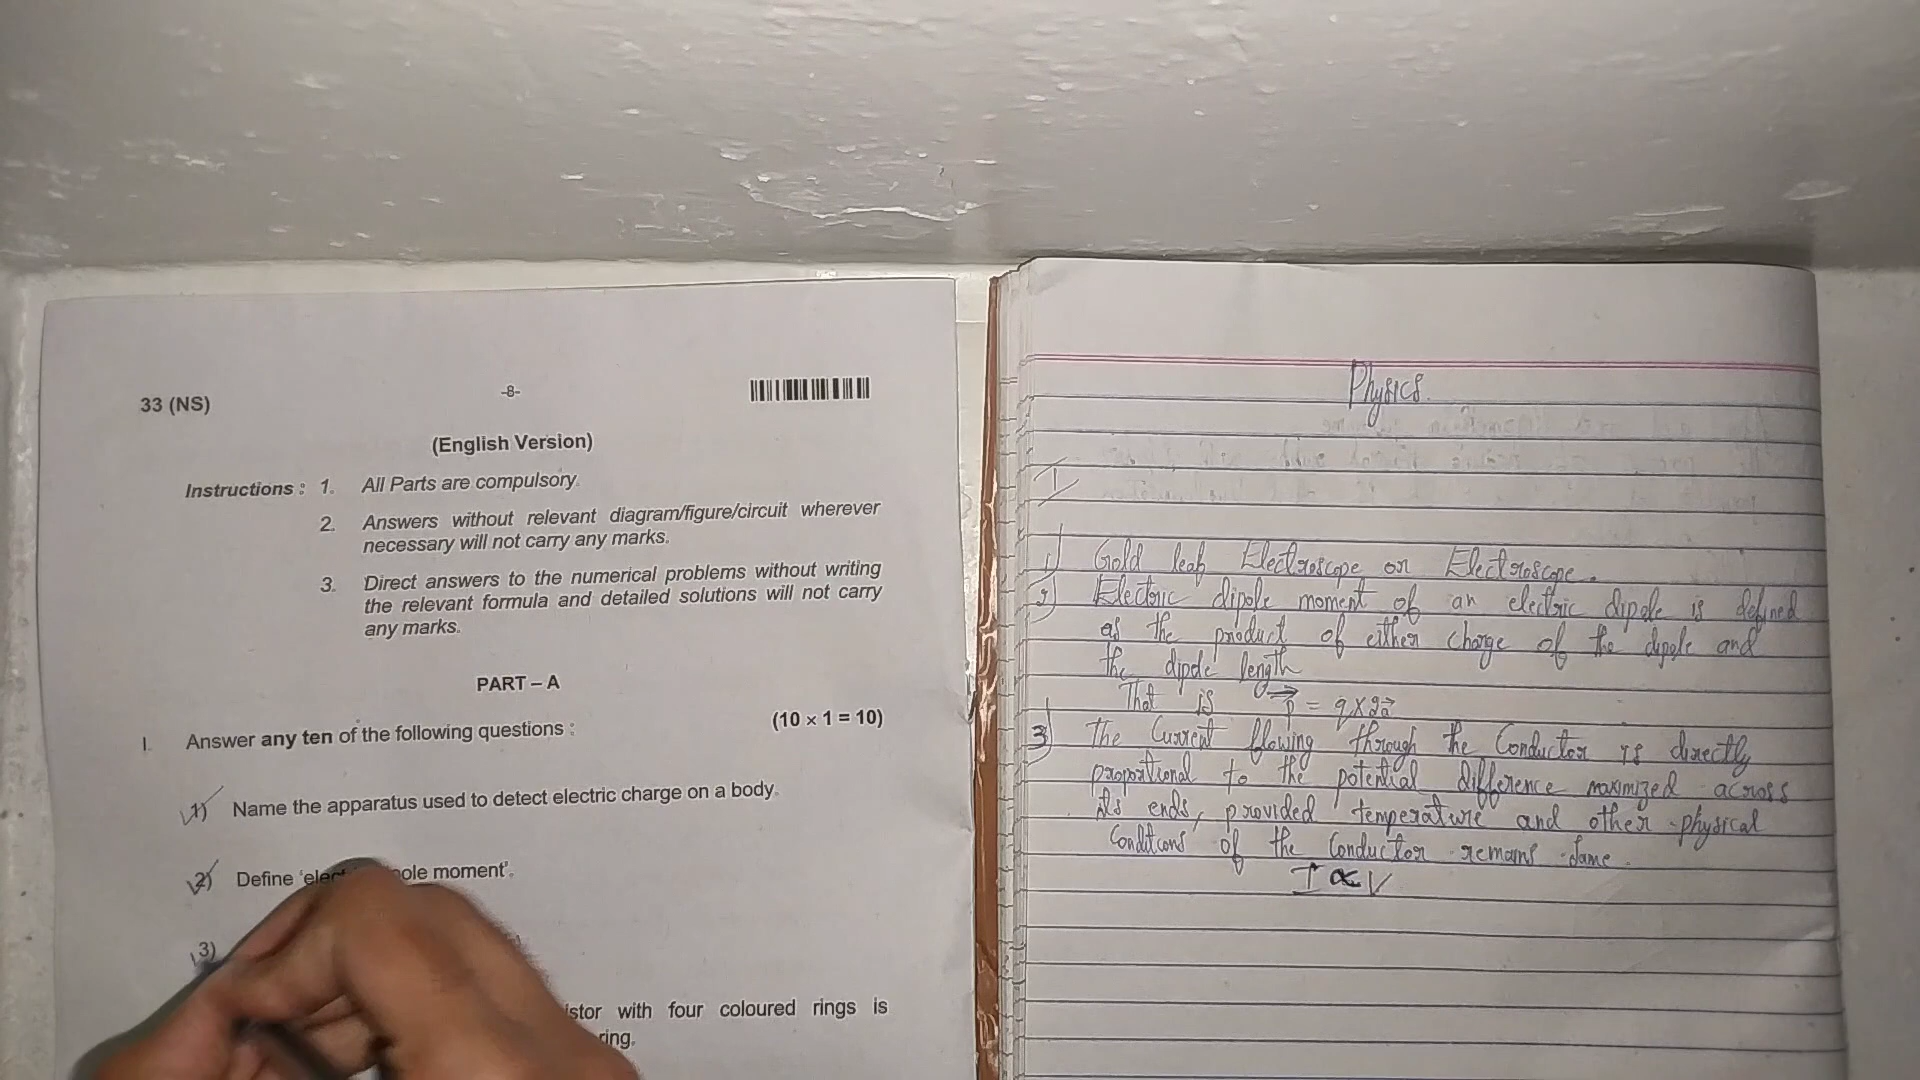 33 (NS)
-8-
(English Version)
Instructions : 1. All Parts are compulsory.
2. Answers without relevant diagram/figure/circuit wherever
necessary will not carry any marks.
3. Direct answers to the numerical problems without writing
the relevant formula and detailed solutions will not carry
any marks.
PART – A
(10 × 1 = 10)
I. Answer any ten of the following questions :
1) Name the apparatus used to detect electric charge on a body.
2) Define ole moment'.
3)
istor with four coloured rings is
ring.
Physics.
I
1) Gold leaf Electroscope or Electroscope.
2) Electric dipole moment of an electric dipole is defined
as the product of either charge of the dipole and
the dipole length
That is p⃗ = q × 2a⃗
3) The Current flowing through the Conductor is directly
proportional to the potential difference maximized across
its ends, provided temperature and other physical
Conditions of the Conductor remains same.
I ∝ V